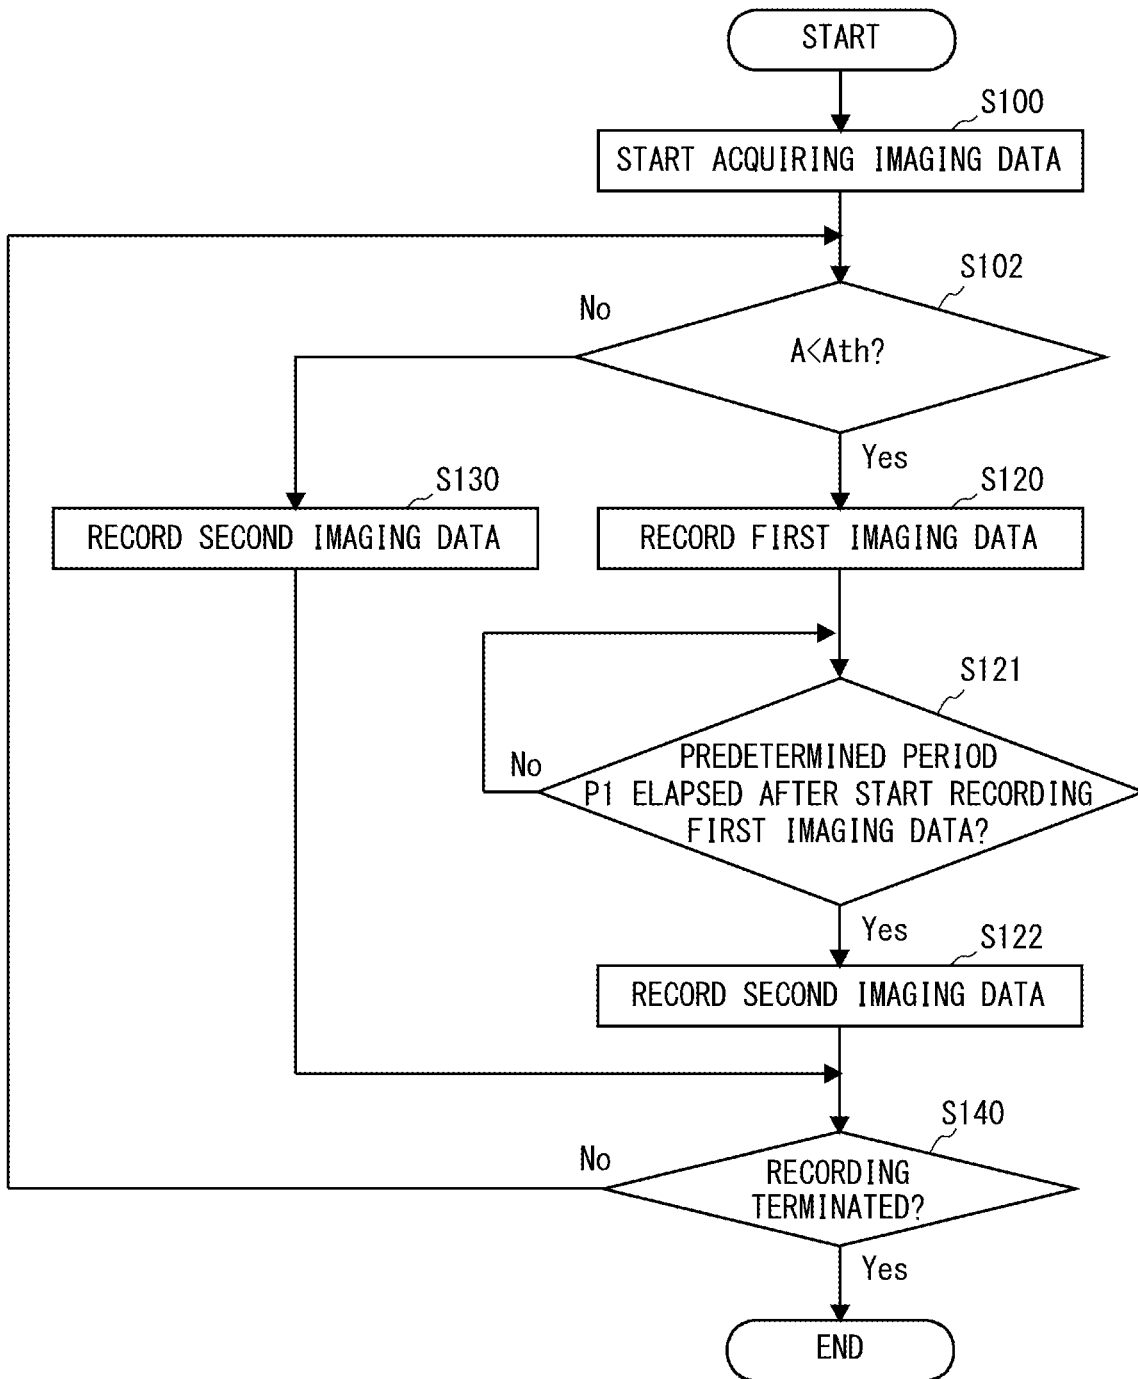 START
S100
START ACQUIRING IMAGING DATA
S102
No
A<Ath?
Yes
S130
S120
RECORD SECOND IMAGING DATA
RECORD FIRST IMAGING DATA
S121
No
PREDETERMINED PERIOD
P1 ELAPSED AFTER START RECORDING
FIRST IMAGING DATA?
Yes
S122
RECORD SECOND IMAGING DATA
S140
No
RECORDING
TERMINATED?
Yes
END